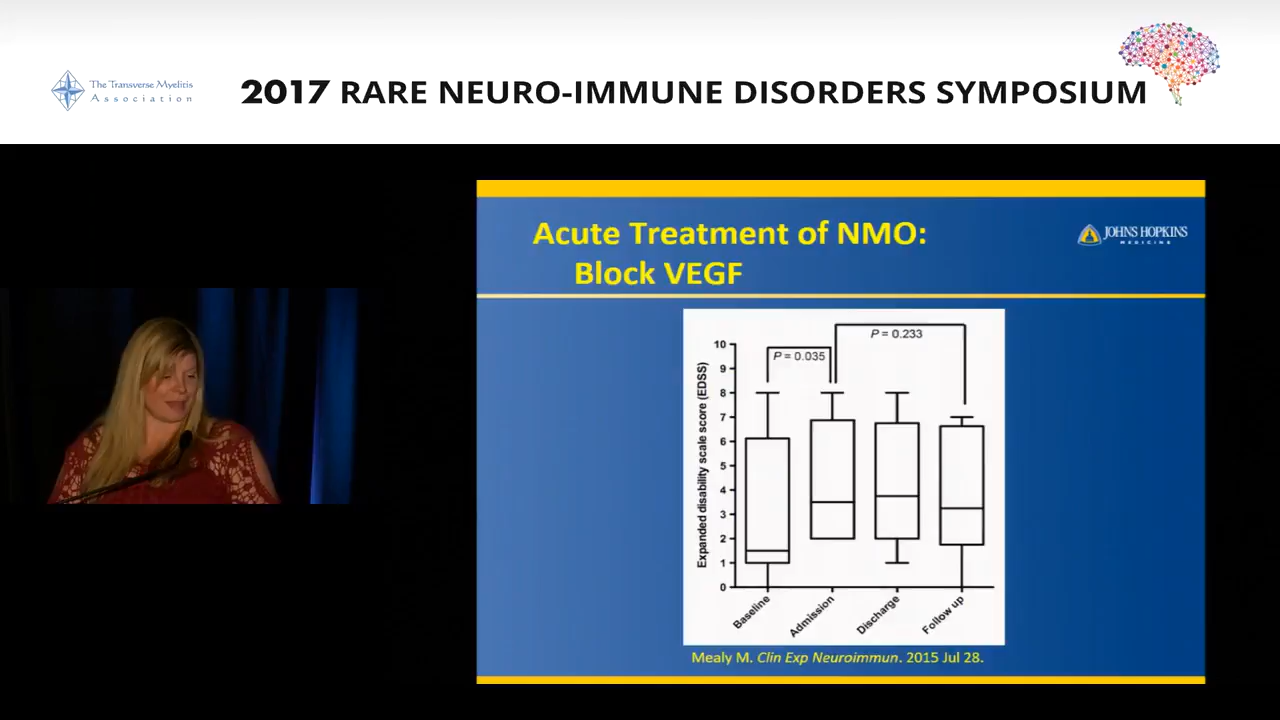 The Transverse Myelitis
Association
2017 RARE NEURO-IMMUNE DISORDERS SYMPOSIUM
Acute Treatment of NMO:
Block VEGF
JOHNS HOPKINS
MEDICINE
P = 0.233
P = 0.035
Expanded disability scale score (EDSS)
10
9
8
7
6
5
4
3
2
1
0
Baseline
Admission
Discharge
Follow up
Mealy M. Clin Exp Neuroimmun. 2015 Jul 28.